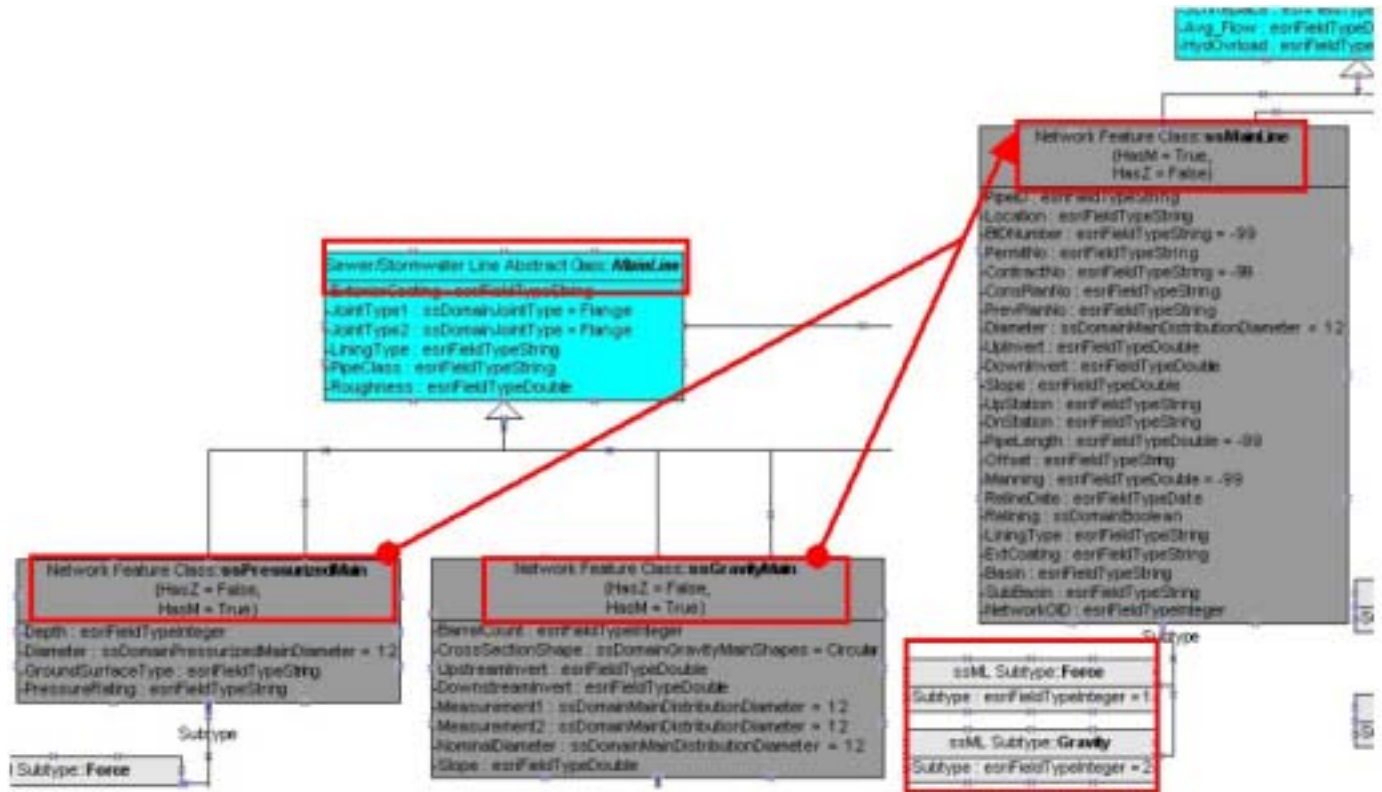 -Avg_Flow : esriFieldTypeD
-HydOvrload : esriFieldType
Network Feature Class::ssMainLine
(HasM = True,
HasZ = False)
-PipeID : esriFieldTypeString
-Location : esriFieldTypeString
-BIDNumber : esriFieldTypeString = -99
-PermitNo : esriFieldTypeString
-ContractNo : esriFieldTypeString = -99
-ConsPlanNo : esriFieldTypeString
-PrevPlanNo : esriFieldTypeString
-Diameter : ssDomainMainDistributionDiameter = 12
-UpInvert : esriFieldTypeDouble
-DownInvert : esriFieldTypeDouble
-Slope : esriFieldTypeDouble
-UpStation : esriFieldTypeString
-DnStation : esriFieldTypeString
-PipeLength : esriFieldTypeDouble = -99
-Offset : esriFieldTypeString
-Manning : esriFieldTypeDouble = -99
-RelineDate : esriFieldTypeDate
-Relining : ssDomainBoolean
-LiningType : esriFieldTypeString
-ExtCoating : esriFieldTypeString
-Basin : esriFieldTypeString
-SubBasin : esriFieldTypeString
-NetworkOID : esriFieldTypeInteger
Subtype
ssML Subtype::Force
-Subtype : esriFieldTypeInteger = 1
ssML Subtype::Gravity
-Subtype : esriFieldTypeInteger = 2
Sewer/Stormwater Line Abstract Class::MainLine
-ExteriorCoating : esriFieldTypeString
-JointType1 : ssDomainJointType = Flange
-JointType2 : ssDomainJointType = Flange
-LiningType : esriFieldTypeString
-PipeClass : esriFieldTypeString
-Roughness : esriFieldTypeDouble
Network Feature Class::ssPressurizedMain
(HasZ = False,
HasM = True)
-Depth : esriFieldTypeInteger
-Diameter : ssDomainPressurizedMainDiameter = 12
-GroundSurfaceType : esriFieldTypeString
-PressureRating : esriFieldTypeString
Subtype
Subtype::Force
Network Feature Class::ssGravityMain
(HasZ = False,
HasM = True)
-BarrelCount : esriFieldTypeInteger
-CrossSectionShape : ssDomainGravityMainShapes = Circular
-UpstreamInvert : esriFieldTypeDouble
-DownstreamInvert : esriFieldTypeDouble
-Measurement1 : ssDomainMainDistributionDiameter = 12
-Measurement2 : ssDomainMainDistributionDiameter = 12
-NominalDiameter : ssDomainMainDistributionDiameter = 12
-Slope : esriFieldTypeDouble